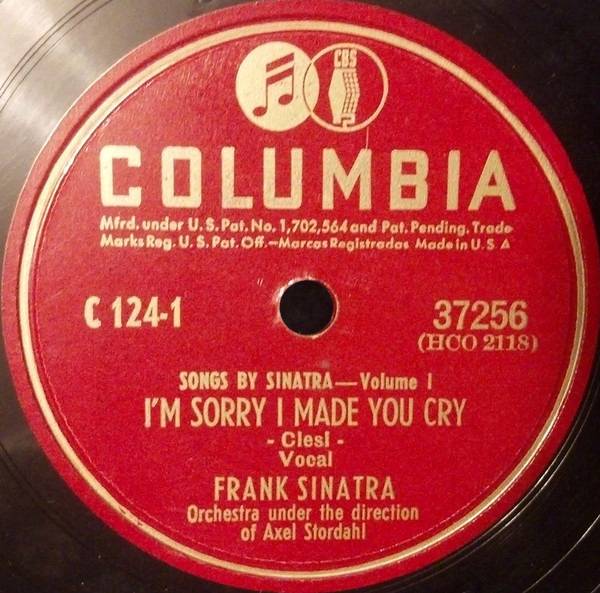 CBS
COLUMBIA
Mfrd. under U.S. Pat. No. 1,702,564 and Pat. Pending. Trade
Marks Reg. U.S. Pat. Off.—Marcas Registradas Made in U.S A
C 124-1
37256
(HCO 2118)
SONGS BY SINATRA—Volume 1
I'M SORRY I MADE YOU CRY
- Clesi -
Vocal
FRANK SINATRA
Orchestra under the direction
of Axel Stordahl